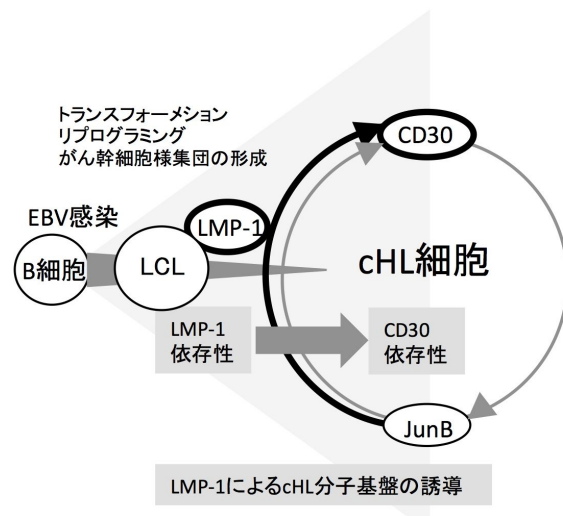 トランスフォーメション
リプログラミング
がん幹細胞様集団の形成
CD30
EBV感染
LMP-1
B細胞
LCL
cHL細胞
LMP-1
依存性
CD30
依存性
JunB
LMP-1によるcHL分子基盤の誘導